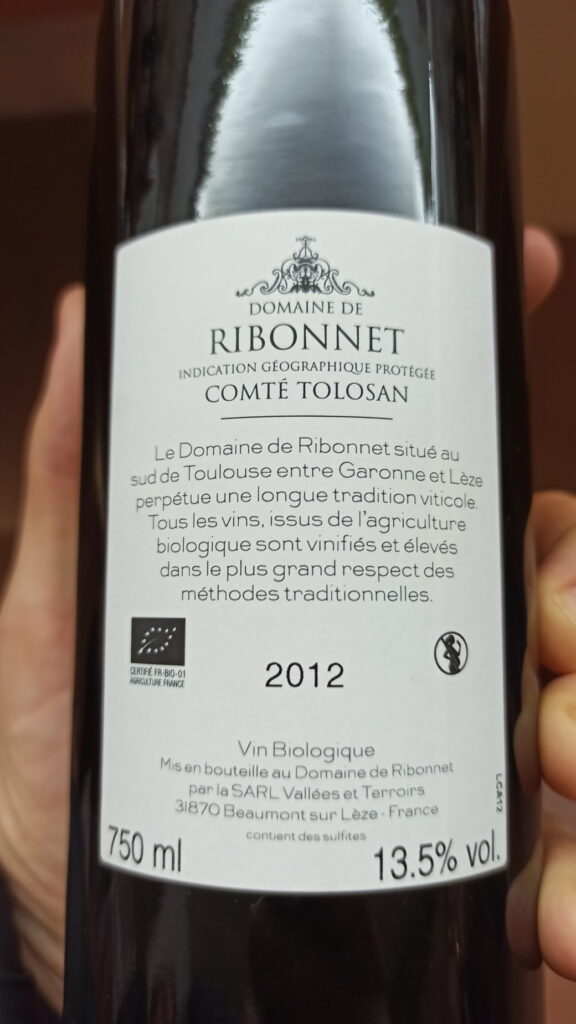 DOMAINE DE
RIBONNET
INDICATION GÉOGRAPHIQUE PROTÉGÉE
COMTÉ TOLOSAN
Le Domaine de Ribonnet situé au
sud de Toulouse entre Garonne et Lèze
perpétue une longue tradition viticole.
Tous les vins, issus de l'agriculture
biologique sont vinifiés et élevés
dans le plus grand respect des
méthodes traditionnelles.
CERTIFIÉ FR-BIO-01
AGRICULTURE FRANCE
2012
Vin Biologique
Mis en bouteille au Domaine de Ribonnet
par la SARL Vallées et Terroirs
31870 Beaumont sur Lèze - France
contient des sulfites
LGA12
750 ml
13.5% vol.